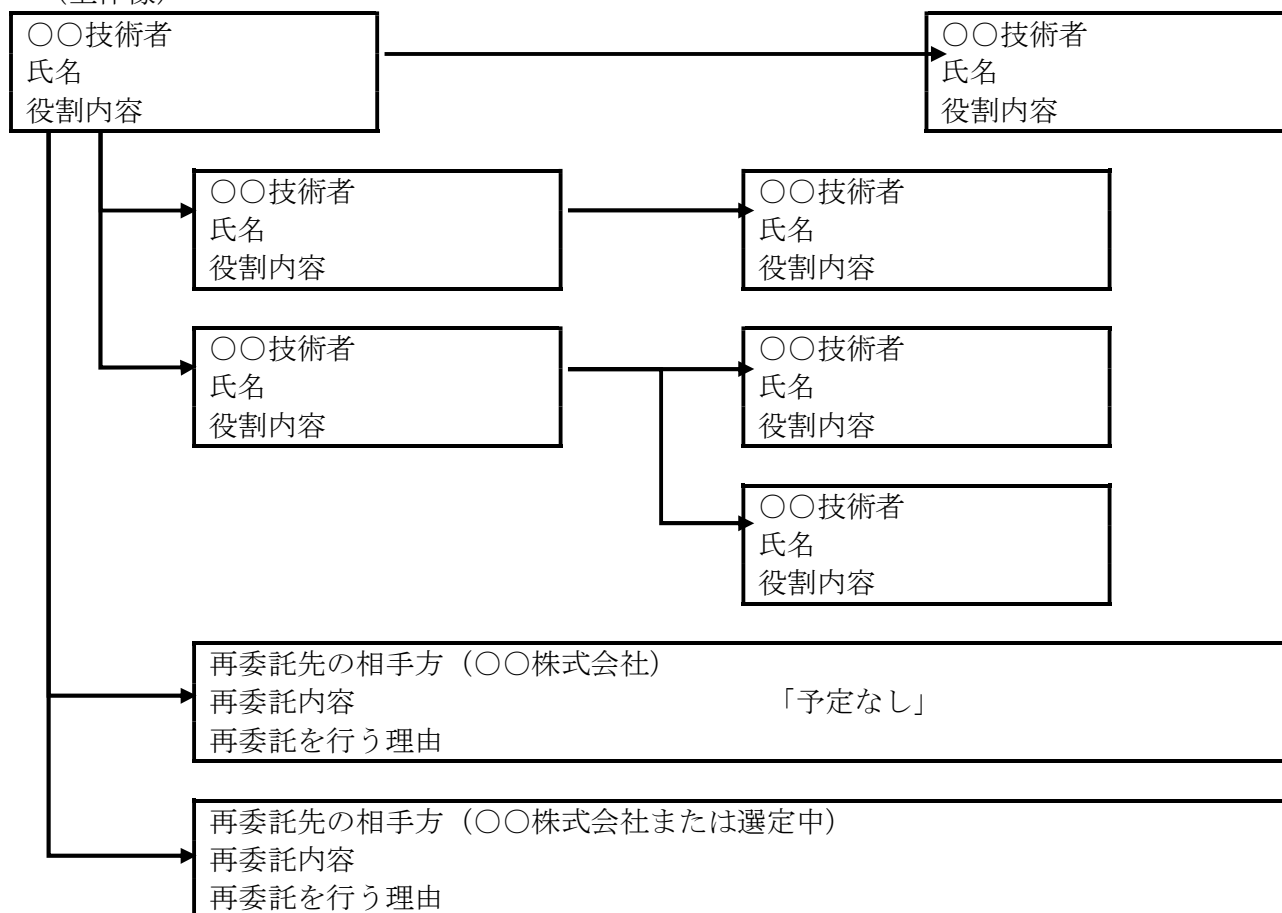 ○○技術者
氏名
役割内容
○○技術者
氏名
役割内容
○○技術者
氏名
役割内容
○○技術者
氏名
役割内容
○○技術者
氏名
役割内容
○○技術者
氏名
役割内容
○○技術者
氏名
役割内容
再委託先の相手方（○○株式会社）
再委託内容 「予定なし」
再委託を行う理由
再委託先の相手方（○○株式会社または選定中）
再委託内容
再委託を行う理由